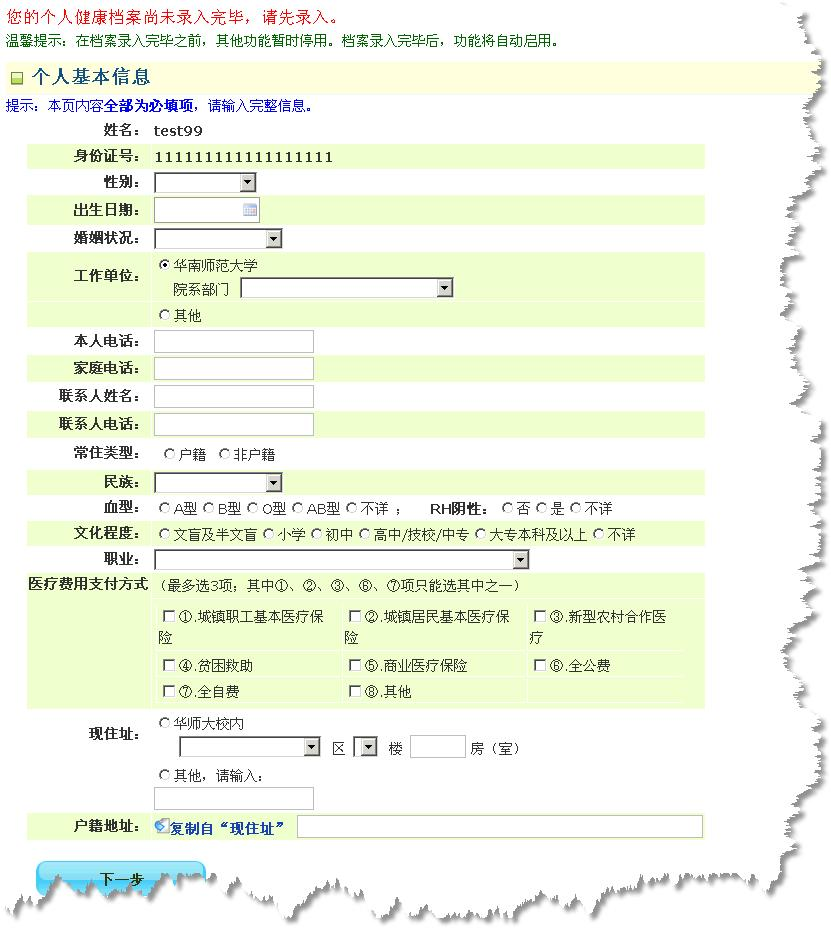 您的个人健康档案尚未录入完毕，请先录入。
温馨提示：在档案录入完毕之前，其他功能暂时停用。档案录入完毕后，功能将自动启用。
个人基本信息
提示：本页内容全部为必填项，请输入完整信息。
姓名： test99
身份证号： 111111111111111111
性别：
出生日期：
婚姻状况：
工作单位： 华南师范大学
院系部门
其他
本人电话：
家庭电话：
联系人姓名：
联系人电话：
常住类型： 户籍 非户籍
民族：
血型： A型 B型 O型 AB型 不详 ； RH阴性： 否 是 不详
文化程度： 文盲及半文盲 小学 初中 高中/技校/中专 大专本科及以上 不详
职业：
医疗费用支付方式 （最多选3项；其中①、②、③、⑥、⑦项只能选其中之一）
①.城镇职工基本医疗保险 ②.城镇居民基本医疗保险 ③.新型农村合作医疗
④.贫困救助 ⑤.商业医疗保险 ⑥.全公费
⑦.全自费 ⑧.其他
现住址： 华师大校内
区 楼 房（室）
其他，请输入：
户籍地址： 复制自“现住址”
下一步